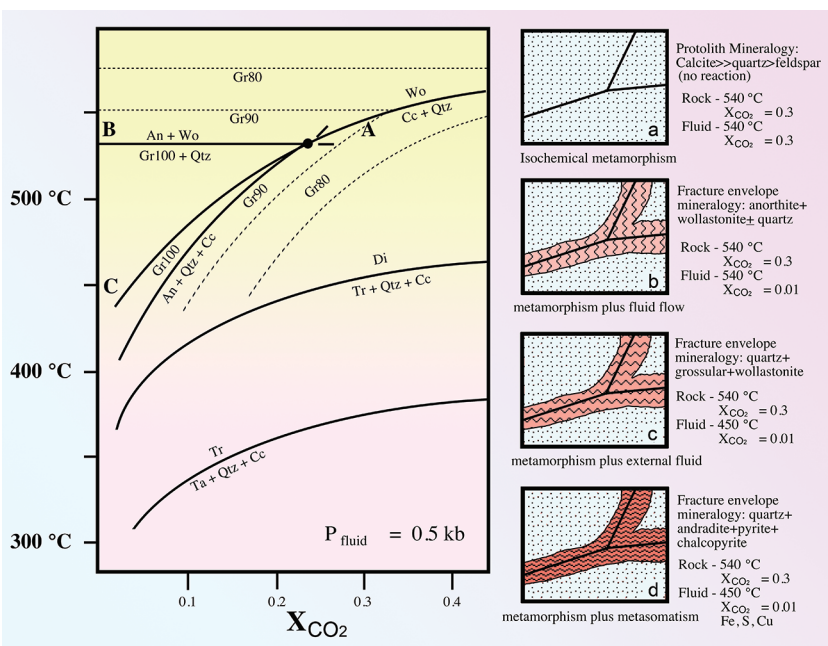 Gr80
Wo
Cc + Qtz
Gr90
A
B
An + Wo
Gr100 + Qtz
Gr90
Gr80
500 °C
Gr100
An + Qtz + Cc
C
Di
Tr + Qtz + Cc
400 °C
Tr
Ta + Qtz + Cc
300 °C
P fluid = 0.5 kb
0.1
0.2
0.3
0.4
XCO2
a
Isochemical metamorphism
Protolith Mineralogy:
Calcite>>quartz>feldspar
(no reaction)
Rock - 540 °C
XCO2 = 0.3
Fluid - 540 °C
XCO2 = 0.3
b
metamorphism plus fluid flow
Fracture envelope
mineralogy: anorthite+
wollastonite± quartz
Rock - 540 °C
XCO2 = 0.3
Fluid - 540 °C
XCO2 = 0.01
c
metamorphism plus external fluid
Fracture envelope
mineralogy: quartz+
grossular+wollastonite
Rock - 540 °C
XCO2 = 0.3
Fluid - 450 °C
XCO2 = 0.01
d
metamorphism plus metasomatism
Fracture envelope
mineralogy: quartz+
andradite+pyrite+
chalcopyrite
Rock - 540 °C
XCO2 = 0.3
Fluid - 450 °C
XCO2 = 0.01
Fe, S, Cu